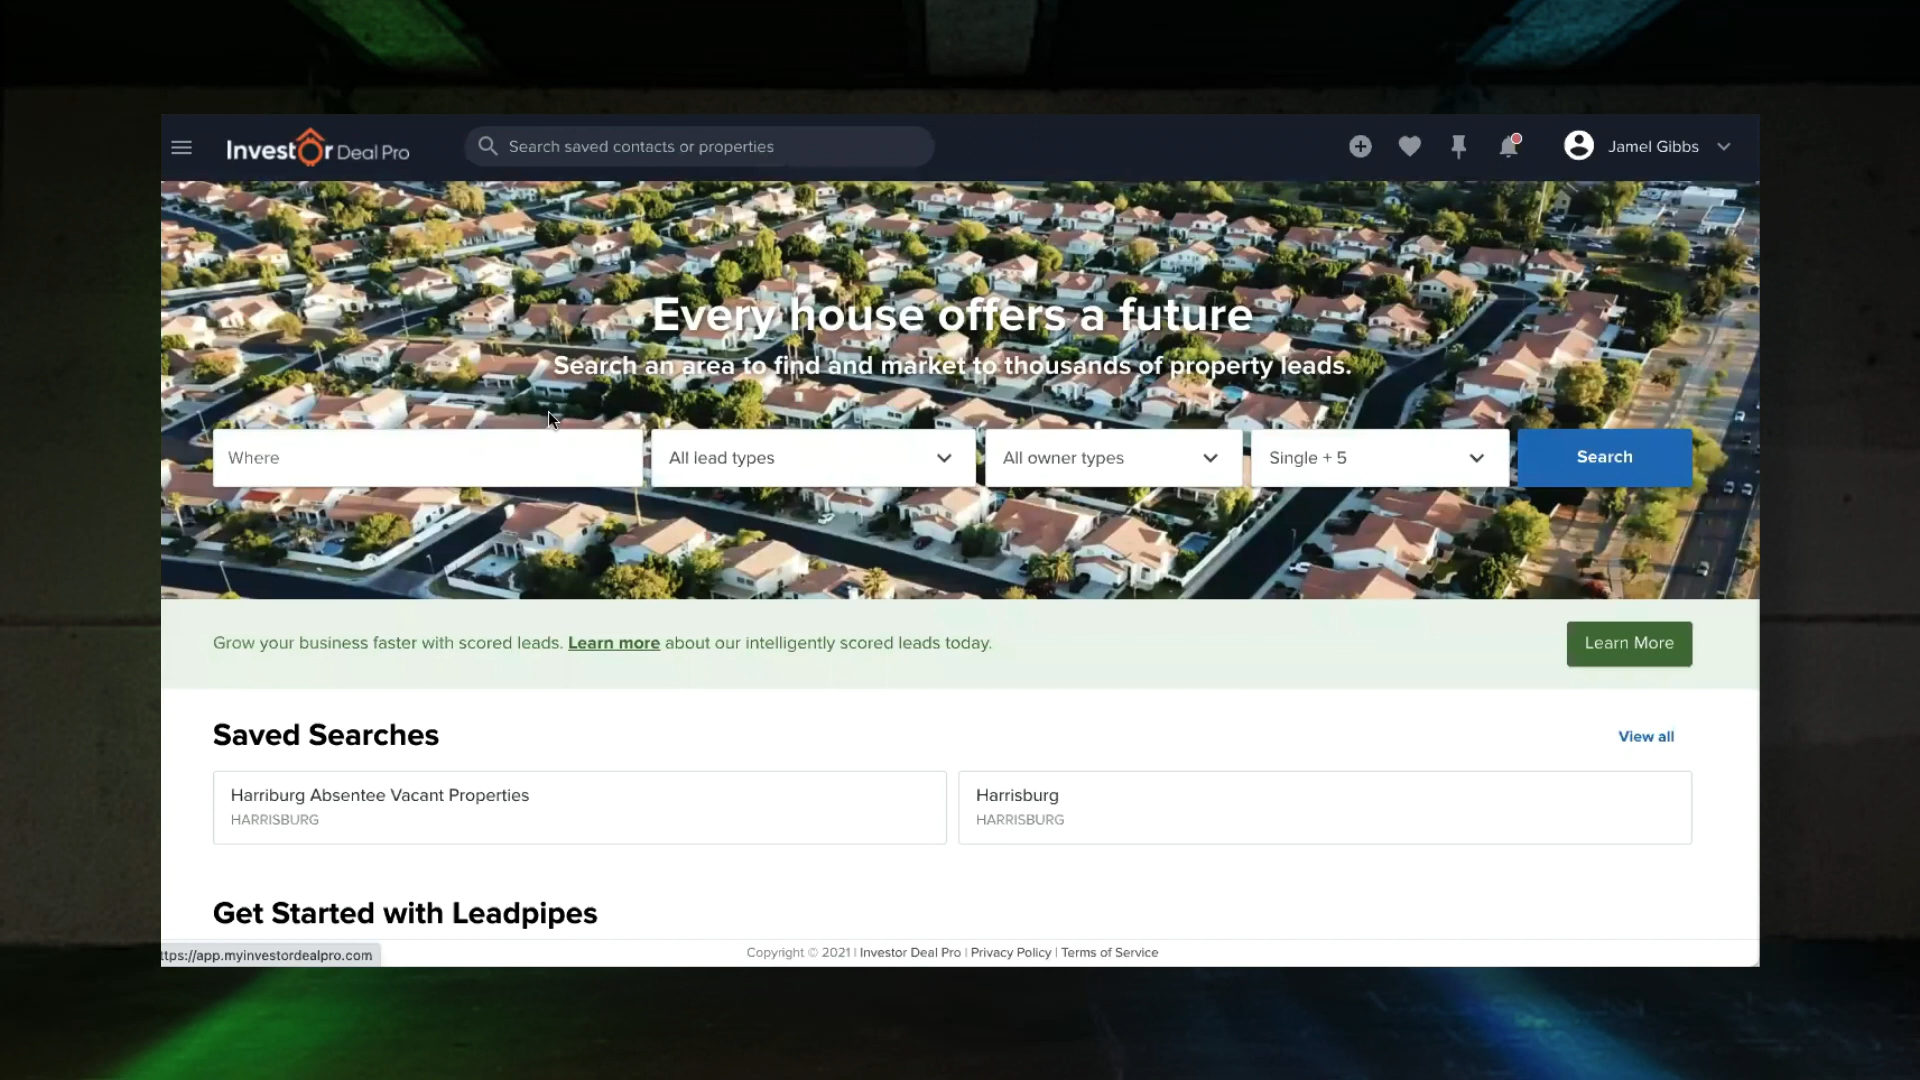 InvestOr Deal Pro
Search saved contacts or properties
Jamel Gibbs
Every house offers a future
Search an area to find and market to thousands of property leads.
Where
All lead types
All owner types
Single + 5
Search
Grow your business faster with scored leads. Learn more about our intelligently scored leads today.
Learn More
Saved Searches
View all
Harriburg Absentee Vacant Properties
HARRISBURG
Harrisburg
HARRISBURG
Get Started with Leadpipes
ttps://app.myinvestordealpro.com
Copyright © 2021 | Investor Deal Pro | Privacy Policy | Terms of Service